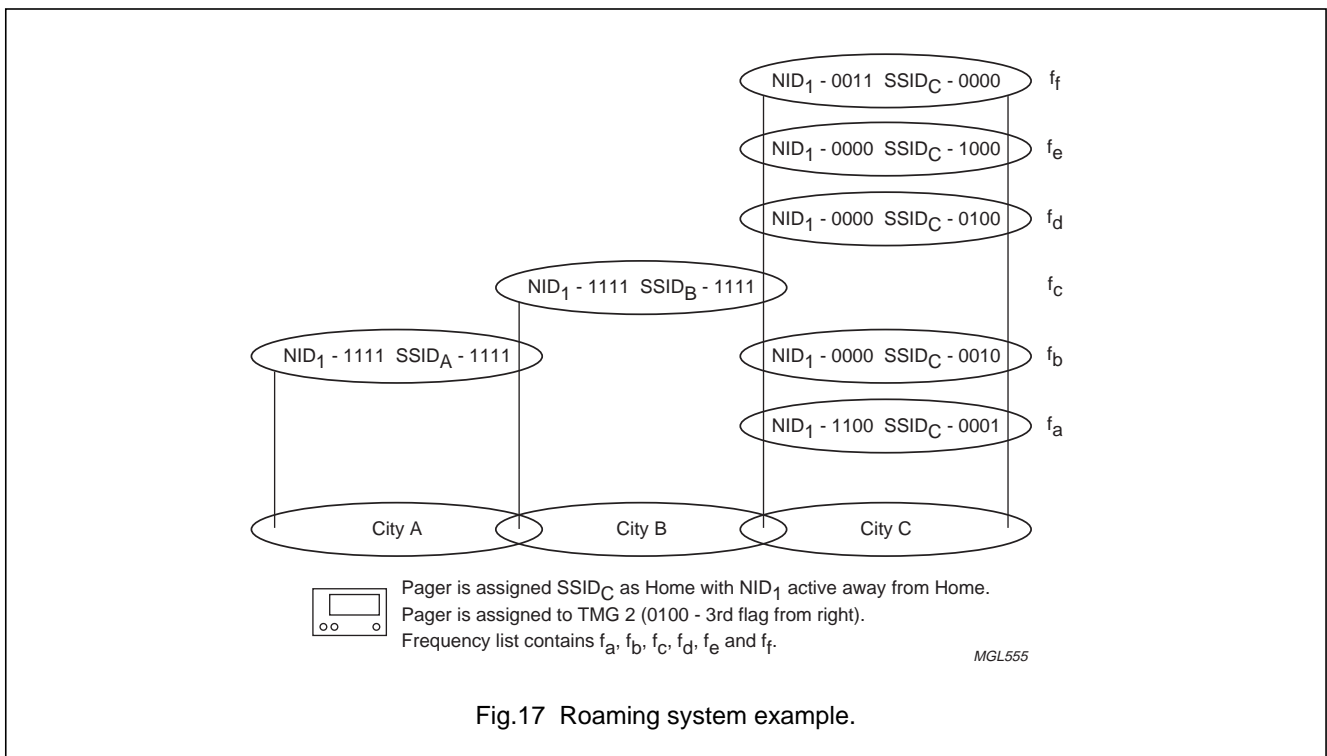 NID1 - 0011 SSIDC - 0000 ff
NID1 - 0000 SSIDC - 1000 fe
NID1 - 0000 SSIDC - 0100 fd
NID1 - 1111 SSIDB - 1111 fc
NID1 - 1111 SSIDA - 1111 NID1 - 0000 SSIDC - 0010 fb
NID1 - 1100 SSIDC - 0001 fa
City A City B City C
Pager is assigned SSIDC as Home with NID1 active away from Home.
Pager is assigned to TMG 2 (0100 - 3rd flag from right).
Frequency list contains fa, fb, fc, fd, fe and ff.
MGL555
Fig.17 Roaming system example.